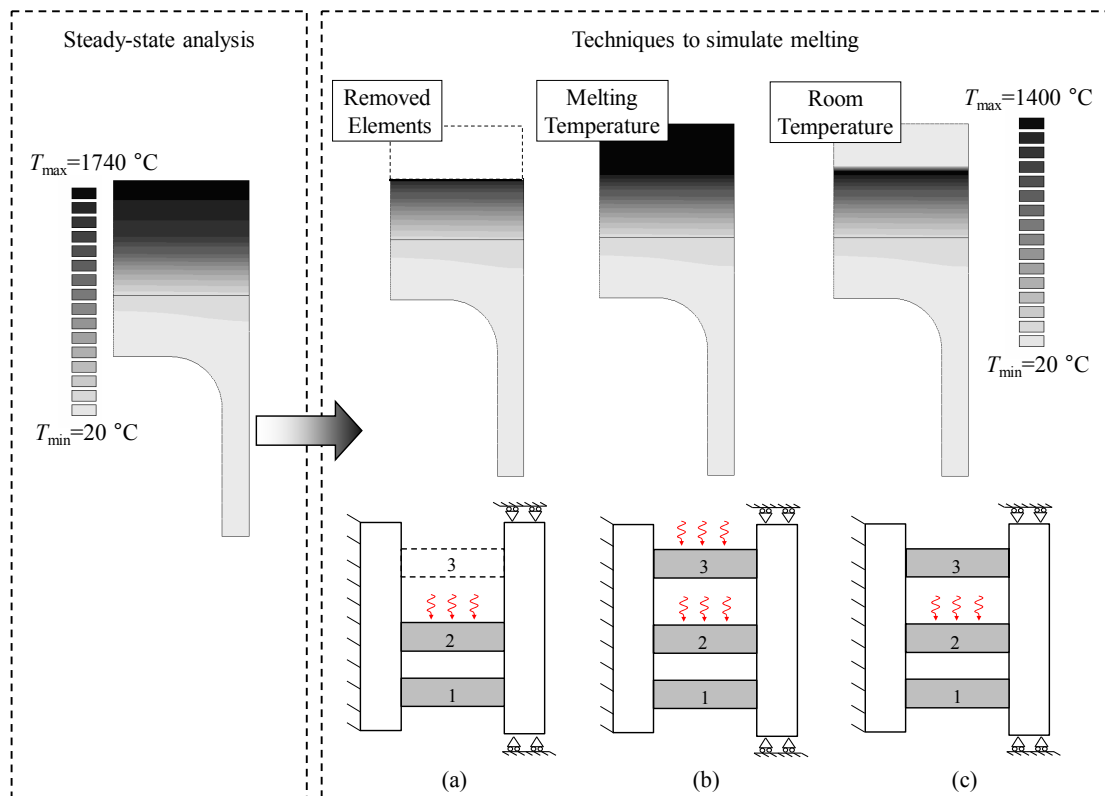 Steady-state analysis
Techniques to simulate melting
Removed
Elements
Melting
Temperature
Room
Temperature
Tmax=1400 °C
Tmax=1740 °C
Tmin=20 °C
Tmin=20 °C
3
2
1
3
2
1
3
2
1
(a)
(b)
(c)